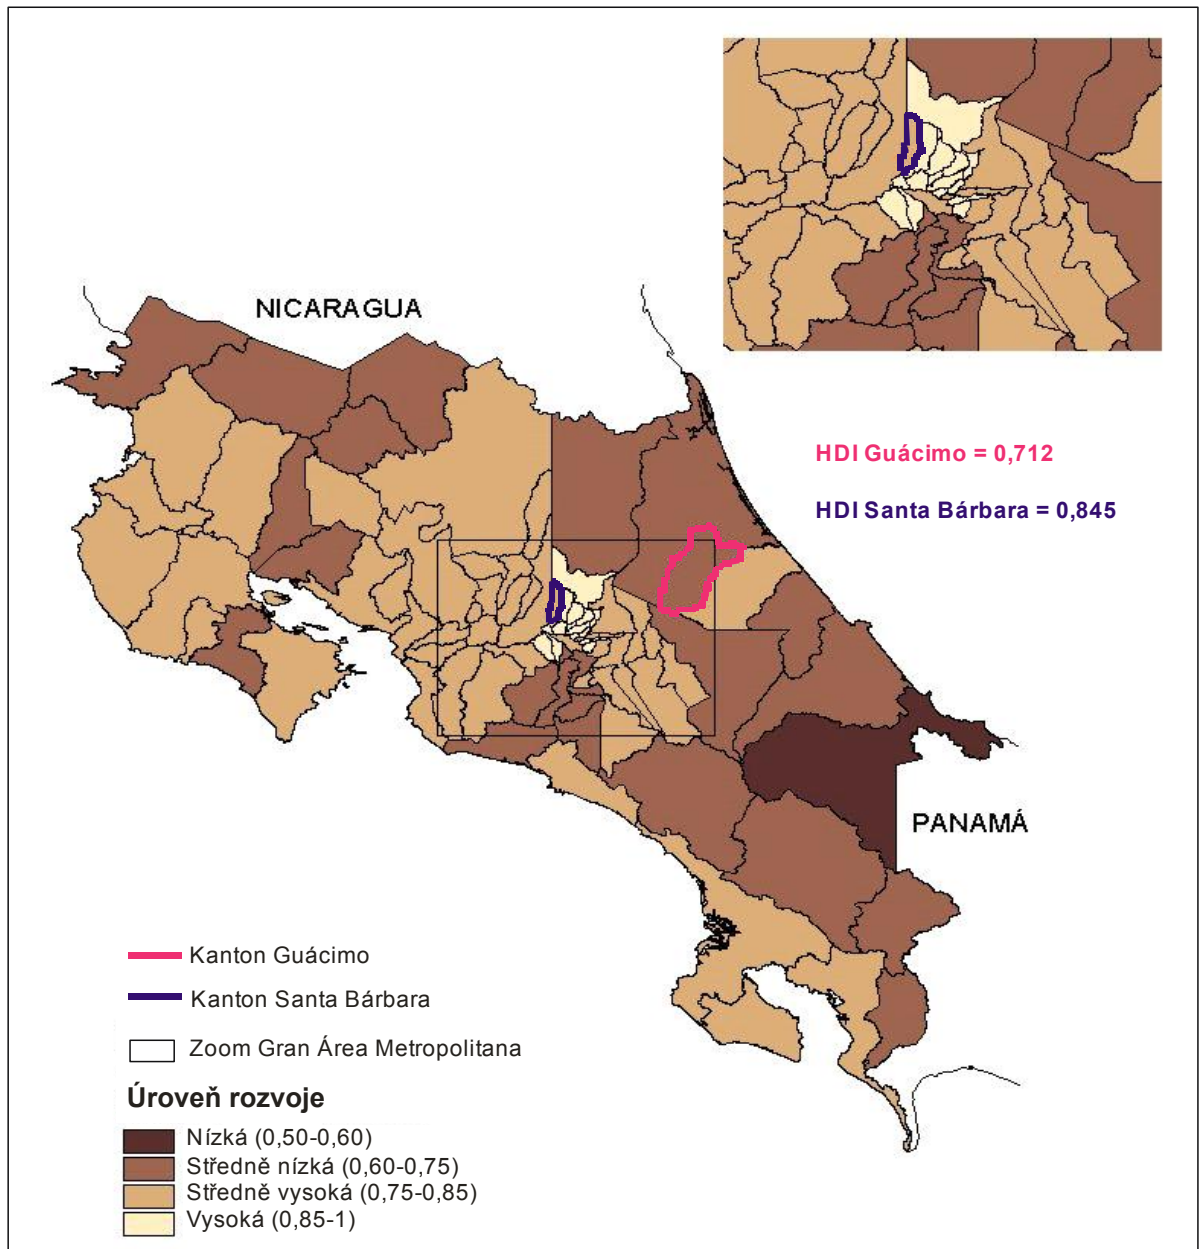 NICARAGUA
HDI Guácimo = 0,712
HDI Santa Bárbara = 0,845
PANAMÁ
Kanton Guácimo
Kanton Santa Bárbara
Zoom Gran Área Metropolitana
Úroveň rozvoje
Nízká (0,50-0,60)
Středně nízká (0,60-0,75)
Středně vysoká (0,75-0,85)
Vysoká (0,85-1)